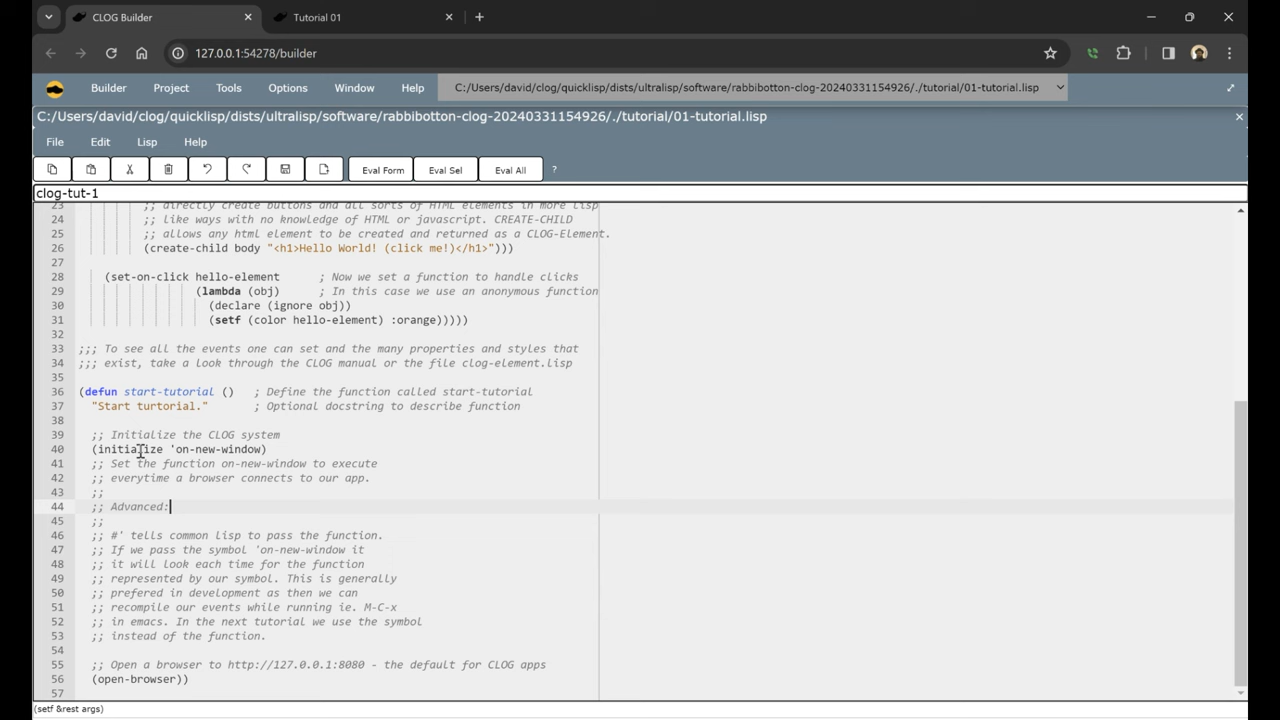 CLOG Builder
Tutorial 01
127.0.0.1:54278/builder
Builder Project Tools Options Window Help C:/Users/david/clog/quicklisp/dists/ultralisp/software/rabbibotton-clog-20240331154926/./tutorial/01-tutorial.lisp
C:/Users/david/clog/quicklisp/dists/ultralisp/software/rabbibotton-clog-20240331154926/./tutorial/01-tutorial.lisp
File Edit Lisp Help
Eval Form Eval Sel Eval All ?
clog-tut-1
23 ;; directly create buttons and all sorts of HTML elements in more lisp
24 ;; like ways with no knowledge of HTML or javascript. CREATE-CHILD
25 ;; allows any html element to be created and returned as a CLOG-Element.
26 (create-child body "<h1>Hello World! (click me!)</h1>")))
27
28 (set-on-click hello-element ; Now we set a function to handle clicks
29 (lambda (obj) ; In this case we use an anonymous function
30 (declare (ignore obj))
31 (setf (color hello-element) :orange)))))
32
33 ;;; To see all the events one can set and the many properties and styles that
34 ;;; exist, take a look through the CLOG manual or the file clog-element.lisp
35
36 (defun start-tutorial () ; Define the function called start-tutorial
37 "Start turtorial." ; Optional docstring to describe function
38
39 ;; Initialize the CLOG system
40 (initialize 'on-new-window)
41 ;; Set the function on-new-window to execute
42 ;; everytime a browser connects to our app.
43 ;;
44 ;; Advanced:
45 ;;
46 ;; #' tells common lisp to pass the function.
47 ;; If we pass the symbol 'on-new-window it
48 ;; it will look each time for the function
49 ;; represented by our symbol. This is generally
50 ;; prefered in development as then we can
51 ;; recompile our events while running ie. M-C-x
52 ;; in emacs. In the next tutorial we use the symbol
53 ;; instead of the function.
54
55 ;; Open a browser to http://127.0.0.1:8080 - the default for CLOG apps
56 (open-browser))
57
(setf &rest args)